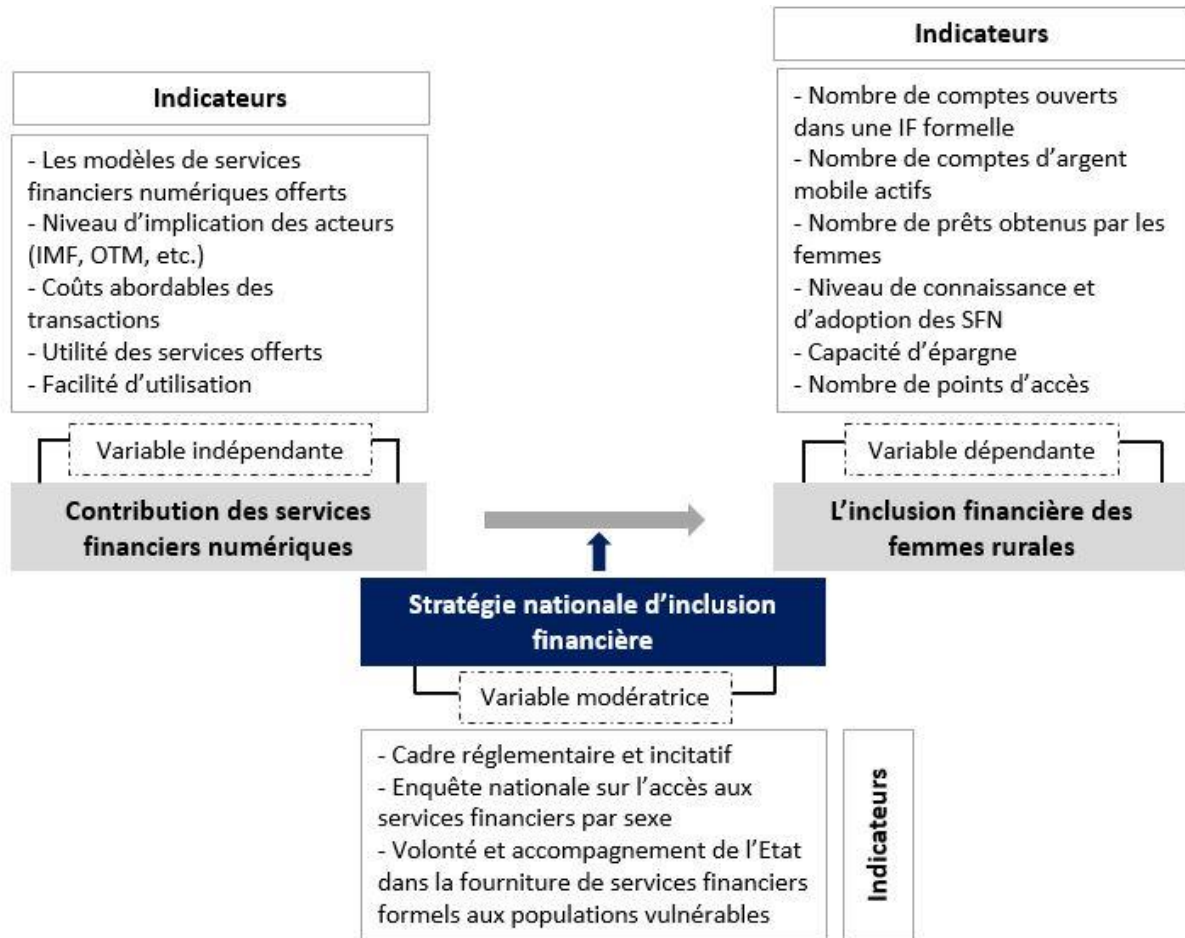 Indicateurs
- Les modèles de services
financiers numériques offerts
- Niveau d'implication des acteurs
(IMF, OTM, etc.)
- Coûts abordables des
transactions
- Utilité des services offerts
- Facilité d'utilisation
Variable indépendante
Contribution des services
financiers numériques
Indicateurs
- Nombre de comptes ouverts
dans une IF formelle
- Nombre de comptes d'argent
mobile actifs
- Nombre de prêts obtenus par les
femmes
- Niveau de connaissance et
d'adoption des SFN
- Capacité d'épargne
- Nombre de points d'accès
Variable dépendante
L'inclusion financière des
femmes rurales
Stratégie nationale d'inclusion
financière
Variable modératrice
- Cadre réglementaire et incitatif
- Enquête nationale sur l'accès aux
services financiers par sexe
- Volonté et accompagnement de l'Etat
dans la fourniture de services financiers
formels aux populations vulnérables
Indicateurs